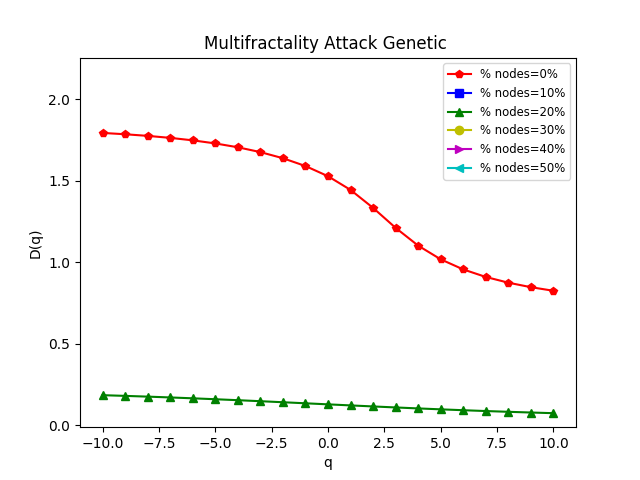 Multifractality Attack Genetic
% nodes=0%
% nodes=10%
% nodes=20%
% nodes=30%
% nodes=40%
% nodes=50%
2.0
1.5
1.0
0.5
0.0
D(q)
−10.0 −7.5 −5.0 −2.5 0.0 2.5 5.0 7.5 10.0
q